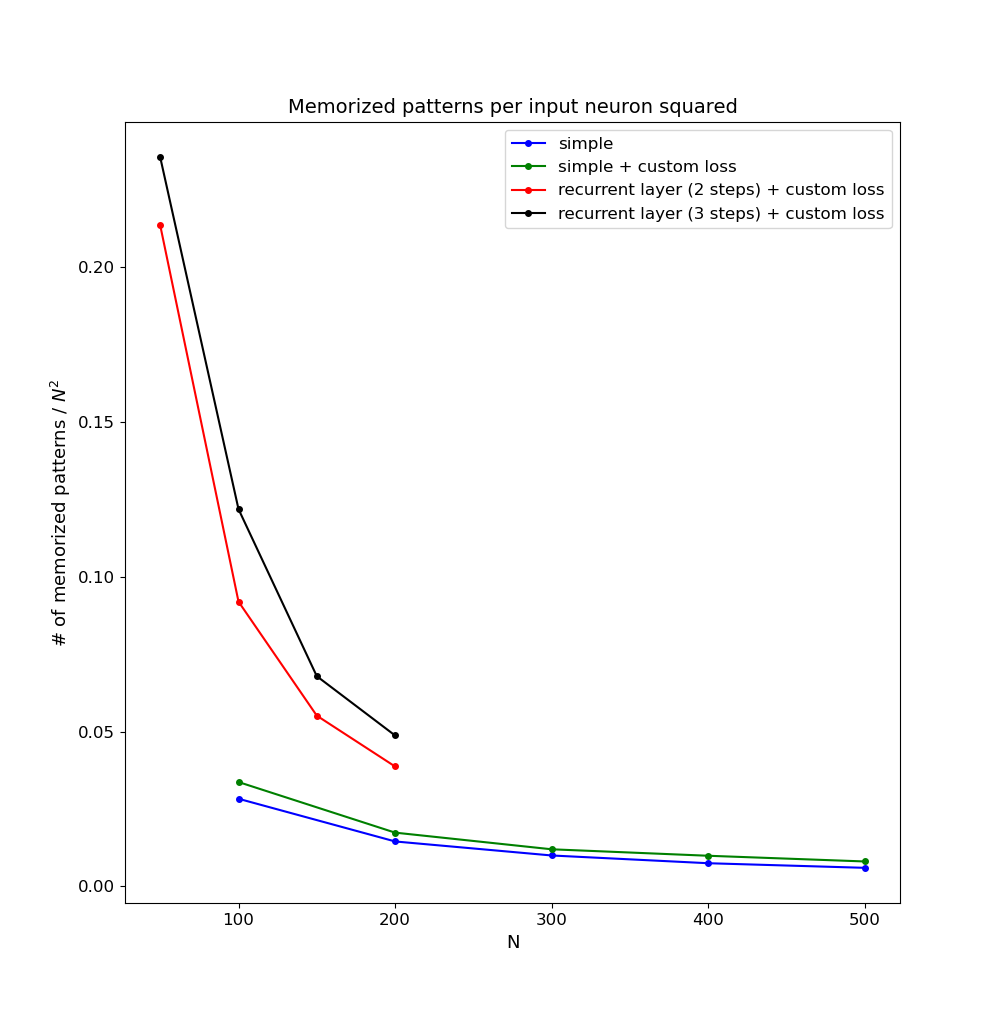 Memorized patterns per input neuron squared
simple
simple + custom loss
recurrent layer (2 steps) + custom loss
recurrent layer (3 steps) + custom loss
# of memorized patterns / N²
0.20
0.15
0.10
0.05
0.00
100 200 300 400 500
N